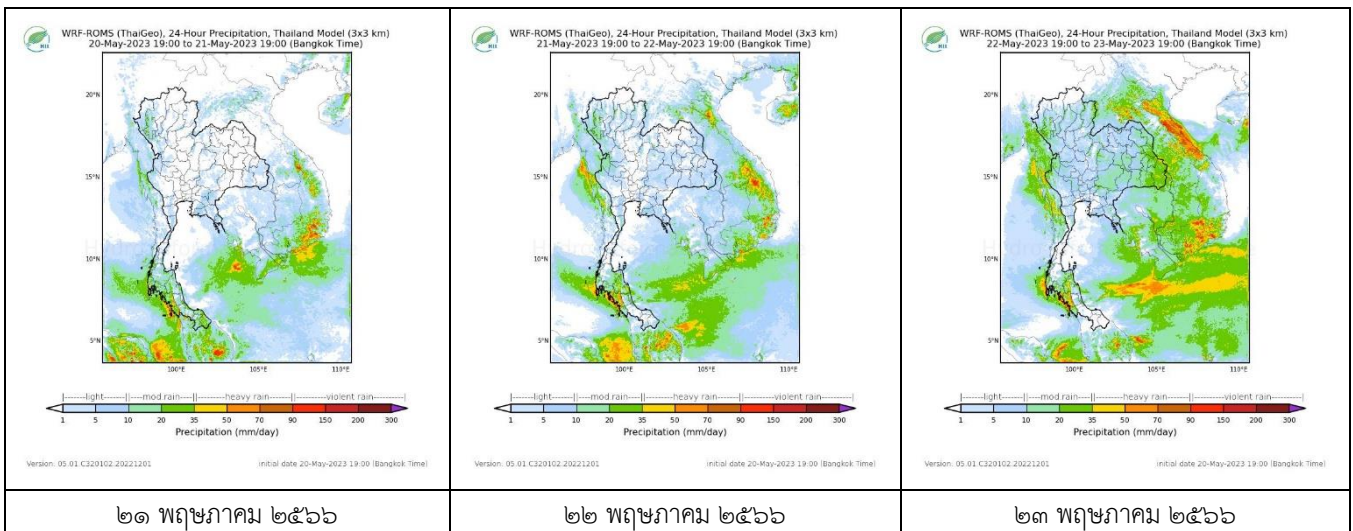 WRF-ROMS (ThaiGeo), 24-Hour Precipitation, Thailand Model (3x3 km)
20-May-2023 19:00 to 21-May-2023 19:00 (Bangkok Time)
20°N
15°N
10°N
5°N
100°E 105°E 110°E
|-------light-----||----mod rain-----||-------heavy rain------||------violent rain--------|
1 5 10 20 35 50 70 90 150 200 300
Precipitation (mm/day)
Version: 05.01.C320102.20221201 initial date 20-May-2023 19:00 (Bangkok Time)
๒๑ พฤษภาคม ๒๕๖๖
WRF-ROMS (ThaiGeo), 24-Hour Precipitation, Thailand Model (3x3 km)
21-May-2023 19:00 to 22-May-2023 19:00 (Bangkok Time)
20°N
15°N
10°N
5°N
100°E 105°E 110°E
|-------light-----||----mod rain-----||-------heavy rain------||------violent rain--------|
1 5 10 20 35 50 70 90 150 200 300
Precipitation (mm/day)
Version: 05.01.C320102.20221201 initial date 20-May-2023 19:00 (Bangkok Time)
๒๒ พฤษภาคม ๒๕๖๖
WRF-ROMS (ThaiGeo), 24-Hour Precipitation, Thailand Model (3x3 km)
22-May-2023 19:00 to 23-May-2023 19:00 (Bangkok Time)
20°N
15°N
10°N
5°N
100°E 105°E 110°E
|-------light-----||----mod rain-----||-------heavy rain------||------violent rain--------|
1 5 10 20 35 50 70 90 150 200 300
Precipitation (mm/day)
Version: 05.01.C320102.20221201 initial date 20-May-2023 19:00 (Bangkok Time)
๒๓ พฤษภาคม ๒๕๖๖